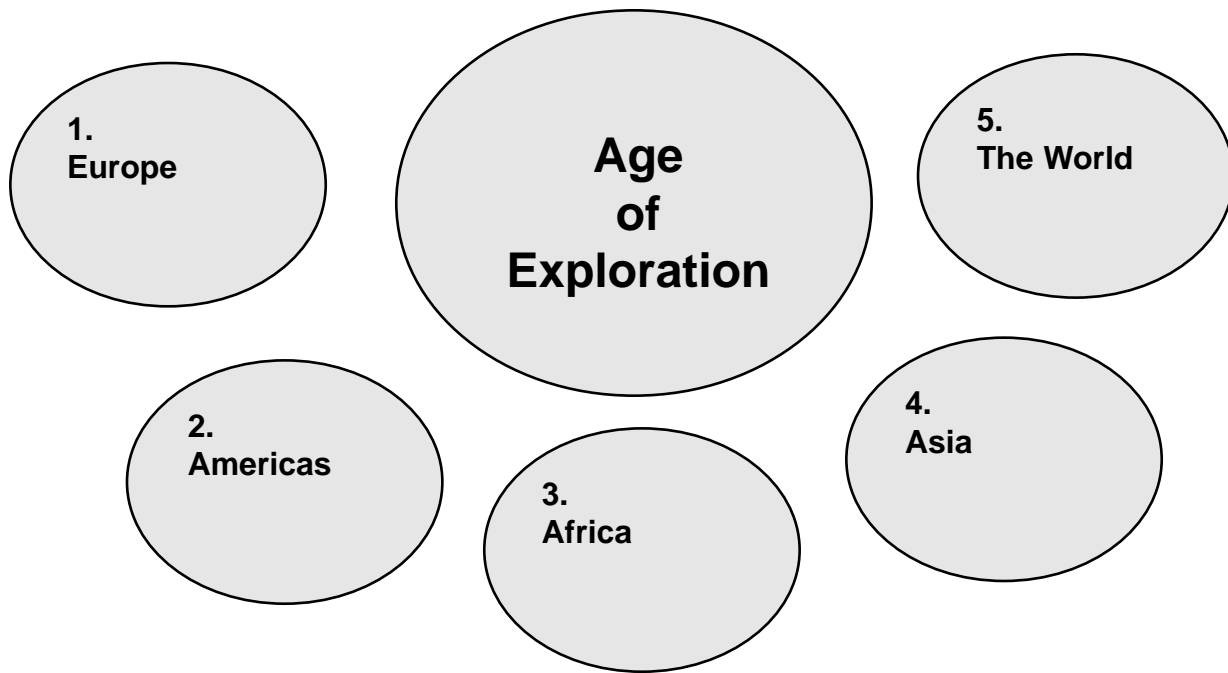 Age
of
Exploration
1.
Europe
2.
Americas
3.
Africa
4.
Asia
5.
The World